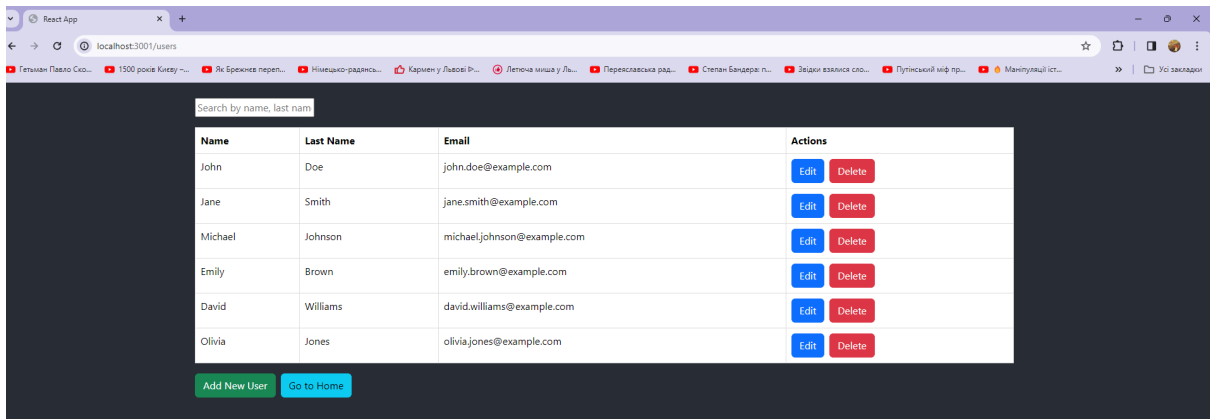 React App
localhost:3001/users
Гетьман Павло Ско... 1500 років Києву –... Як Брежнєв переп... Німецько-радянсь... Кармен у Львові ᐈ... Летюча миша у Ль... Переяславська рад... Степан Бандера: п... Звідки взялися сло... Путінський міф пр... Маніпуляції іст... Усі закладки
Search by name, last nam
Name Last Name Email Actions
John Doe john.doe@example.com Edit Delete
Jane Smith jane.smith@example.com Edit Delete
Michael Johnson michael.johnson@example.com Edit Delete
Emily Brown emily.brown@example.com Edit Delete
David Williams david.williams@example.com Edit Delete
Olivia Jones olivia.jones@example.com Edit Delete
Add New User Go to Home